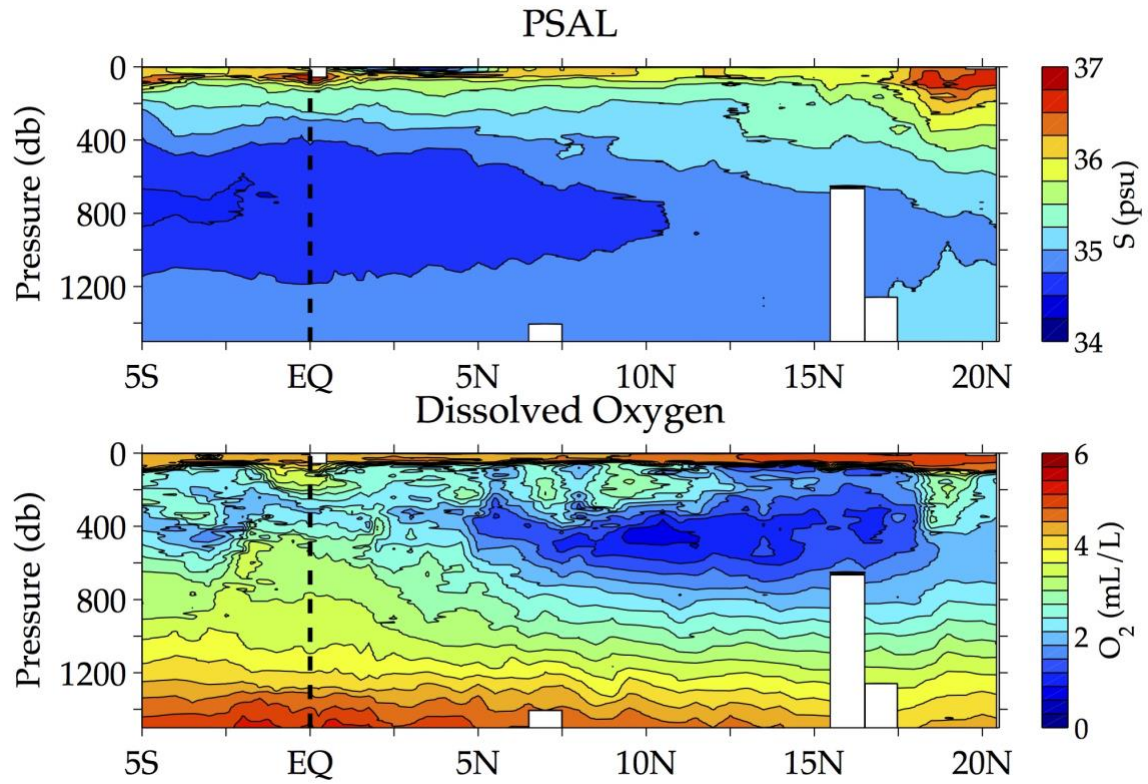 PSAL
0
400
800
1200
Pressure (db)
5S EQ 5N 10N 15N 20N
37
36
35
34
S (psu)
Dissolved Oxygen
0
400
800
1200
Pressure (db)
5S EQ 5N 10N 15N 20N
6
4
2
0
O₂ (mL/L)